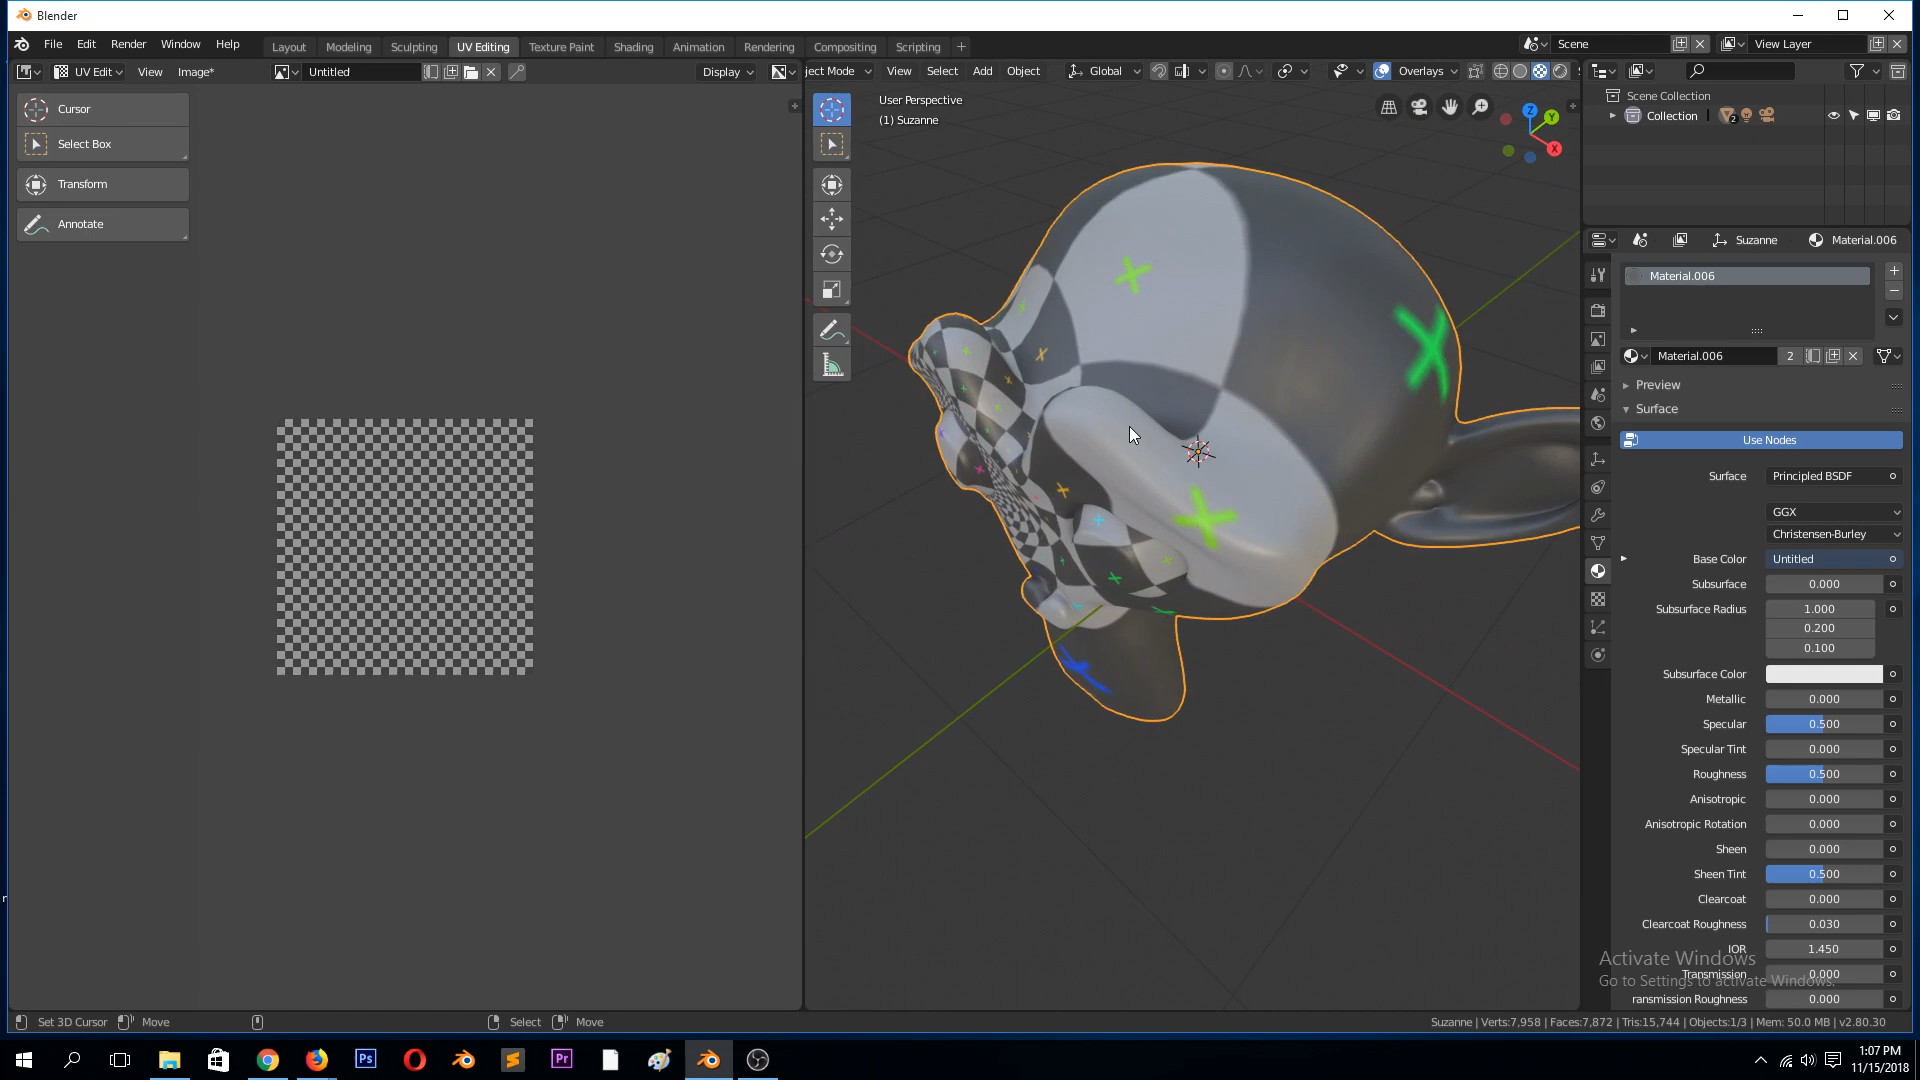 Blender
File Edit Render Window Help Layout Modeling Sculpting UV Editing Texture Paint Shading Animation Rendering Compositing Scripting Scene View Layer
UV Edit View Image* Untitled Display ject Mode View Select Add Object Global Overlays
Cursor
Select Box
Transform
Annotate
User Perspective
(1) Suzanne
Z
Y
X
Scene Collection
Collection 2
Suzanne Material.006
Material.006
Material.006 2
Preview
Surface
Use Nodes
Surface Principled BSDF
GGX
Christensen-Burley
Base Color Untitled
Subsurface 0.000
Subsurface Radius 1.000
0.200
0.100
Subsurface Color
Metallic 0.000
Specular 0.500
Specular Tint 0.000
Roughness 0.500
Anisotropic 0.000
Anisotropic Rotation 0.000
Sheen 0.000
Sheen Tint 0.500
Clearcoat 0.000
Clearcoat Roughness 0.030
IOR 1.450
Activate Windows
Transmission 0.000
Go to Settings to activate Windows.
ransmission Roughness 0.000
Set 3D Cursor Move Select Move Suzanne | Verts:7,958 | Faces:7,872 | Tris:15,744 | Objects:1/3 | Mem: 50.0 MB | v2.80.30
Ps
Pr
1:07 PM
11/15/2018